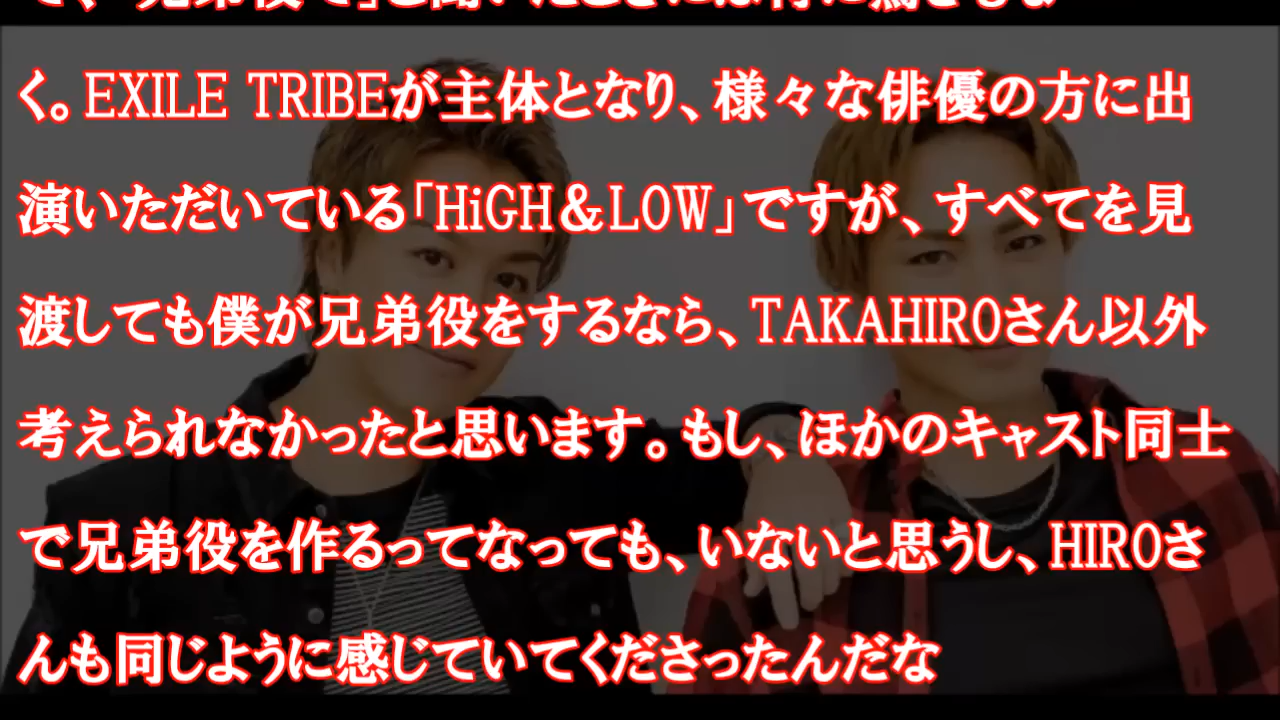 く。EXILE TRIBEが主体となり、様々な俳優の方に出
演いただいている「HiGH＆LOW」ですが、すべてを見
渡しても僕が兄弟役をするなら、TAKAHIROさん以外
考えられなかったと思います。もし、ほかのキャスト同士
で兄弟役を作るってなっても、いないと思うし、HIROさ
んも同じように感じていてくださったんだな